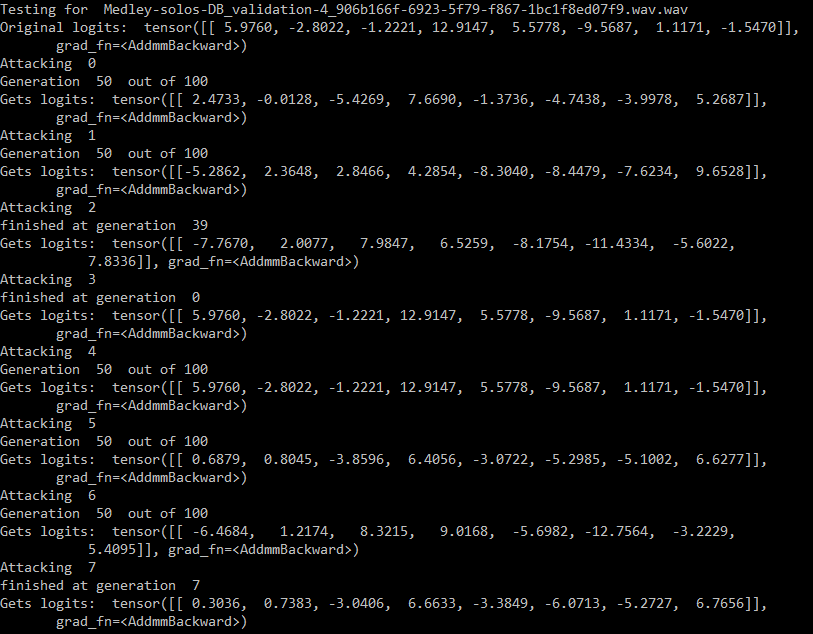 Testing for  Medley-solos-DB_validation-4_906b166f-6923-5f79-f867-1bc1f8ed07f9.wav.wav
Original logits:  tensor([[ 5.9760, -2.8022, -1.2221, 12.9147,  5.5778, -9.5687,  1.1171, -1.5470]],
       grad_fn=<AddmmBackward>)
Attacking  0
Generation  50  out of 100
Gets logits:  tensor([[ 2.4733, -0.0128, -5.4269,  7.6690, -1.3736, -4.7438, -3.9978,  5.2687]],
       grad_fn=<AddmmBackward>)
Attacking  1
Generation  50  out of 100
Gets logits:  tensor([[-5.2862,  2.3648,  2.8466,  4.2854, -8.3040, -8.4479, -7.6234,  9.6528]],
       grad_fn=<AddmmBackward>)
Attacking  2
finished at generation  39
Gets logits:  tensor([[ -7.7670,   2.0077,   7.9847,   6.5259,  -8.1754, -11.4334,  -5.6022,
           7.8336]], grad_fn=<AddmmBackward>)
Attacking  3
finished at generation  0
Gets logits:  tensor([[ 5.9760, -2.8022, -1.2221, 12.9147,  5.5778, -9.5687,  1.1171, -1.5470]],
       grad_fn=<AddmmBackward>)
Attacking  4
Generation  50  out of 100
Gets logits:  tensor([[ 5.9760, -2.8022, -1.2221, 12.9147,  5.5778, -9.5687,  1.1171, -1.5470]],
       grad_fn=<AddmmBackward>)
Attacking  5
Generation  50  out of 100
Gets logits:  tensor([[ 0.6879,  0.8045, -3.8596,  6.4056, -3.0722, -5.2985, -5.1002,  6.6277]],
       grad_fn=<AddmmBackward>)
Attacking  6
Generation  50  out of 100
Gets logits:  tensor([[ -6.4684,   1.2174,   8.3215,   9.0168,  -5.6982, -12.7564,  -3.2229,
           5.4095]], grad_fn=<AddmmBackward>)
Attacking  7
finished at generation  7
Gets logits:  tensor([[ 0.3036,  0.7383, -3.0406,  6.6633, -3.3849, -6.0713, -5.2727,  6.7656]],
       grad_fn=<AddmmBackward>)